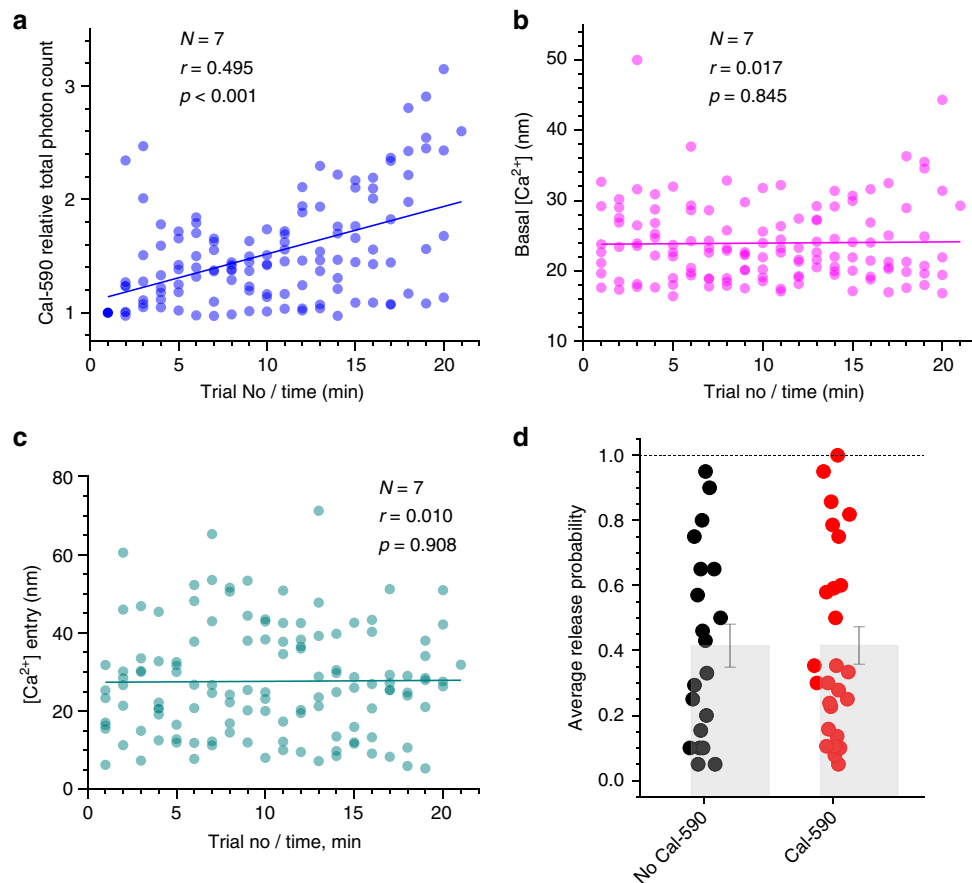 a
N = 7
r = 0.495
p < 0.001
Cal-590 relative total photon count
3
2
1
0 5 10 15 20
Trial No / time (min)
b
N = 7
r = 0.017
p = 0.845
Basal [Ca2+] (nm)
50
40
30
20
10
0 5 10 15 20
Trial no / time (min)
c
N = 7
r = 0.010
p = 0.908
[Ca2+] entry (nm)
80
60
40
20
0
0 5 10 15 20
Trial no / time, min
d
Average release probability
1.0
0.8
0.6
0.4
0.2
0.0
No Cal-590
Cal-590